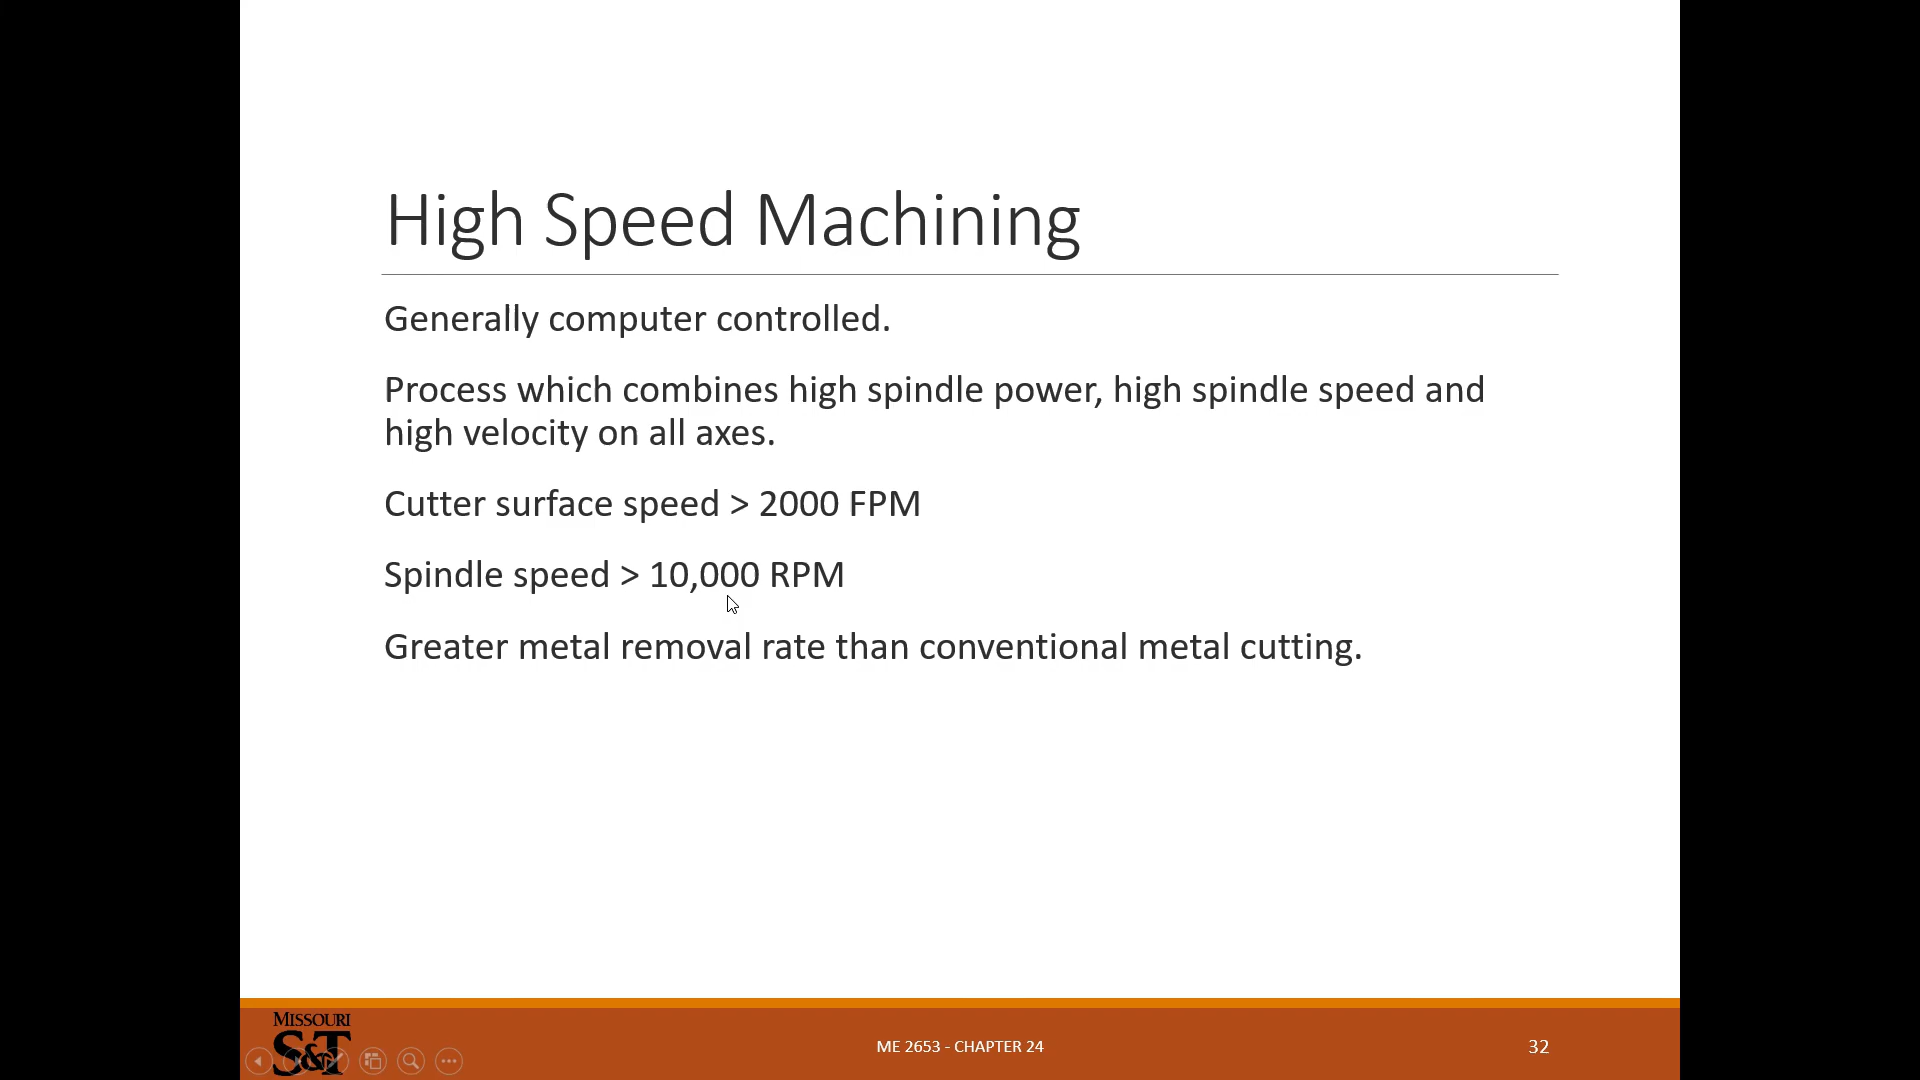 High Speed Machining
Generally computer controlled.
Process which combines high spindle power, high spindle speed and
high velocity on all axes.
Cutter surface speed > 2000 FPM
Spindle speed > 10,000 RPM
Greater metal removal rate than conventional metal cutting.
MISSOURI
S&T
ME 2653 - CHAPTER 24
32